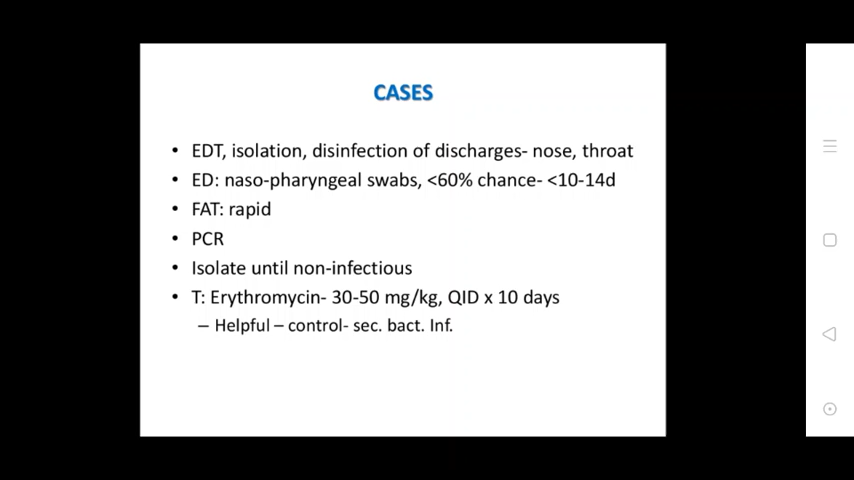 CASES
• EDT, isolation, disinfection of discharges- nose, throat
• ED: naso-pharyngeal swabs, <60% chance- <10-14d
• FAT: rapid
• PCR
• Isolate until non-infectious
• T: Erythromycin- 30-50 mg/kg, QID x 10 days
– Helpful – control- sec. bact. Inf.